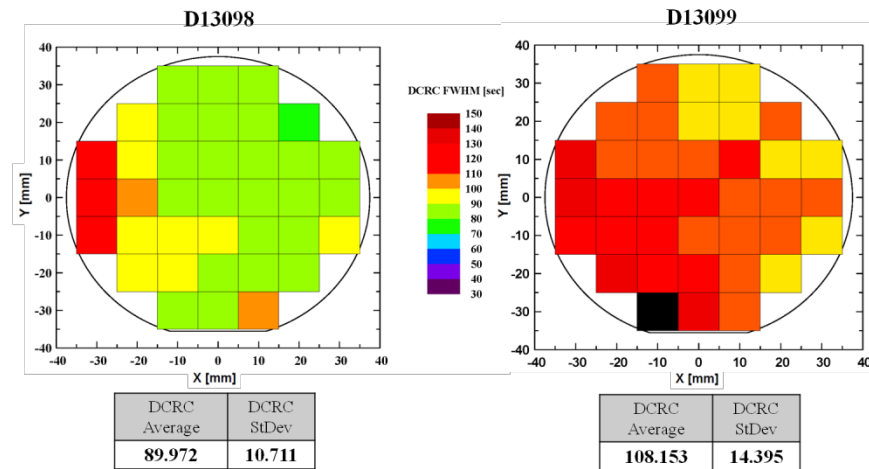 D13098
D13099
40
30
20
10
0
-10
-20
-30
-40
Y [mm]
-40 -30 -20 -10 0 10 20 30 40
X [mm]
DCRC FWHM [sec]
150
140
130
120
110
100
90
80
70
60
50
40
30
40
30
20
10
0
-10
-20
-30
-40
Y [mm]
-40 -30 -20 -10 0 10 20 30 40
X [mm]
DCRC Average
DCRC StDev
89.972 10.711
DCRC Average
DCRC StDev
108.153 14.395